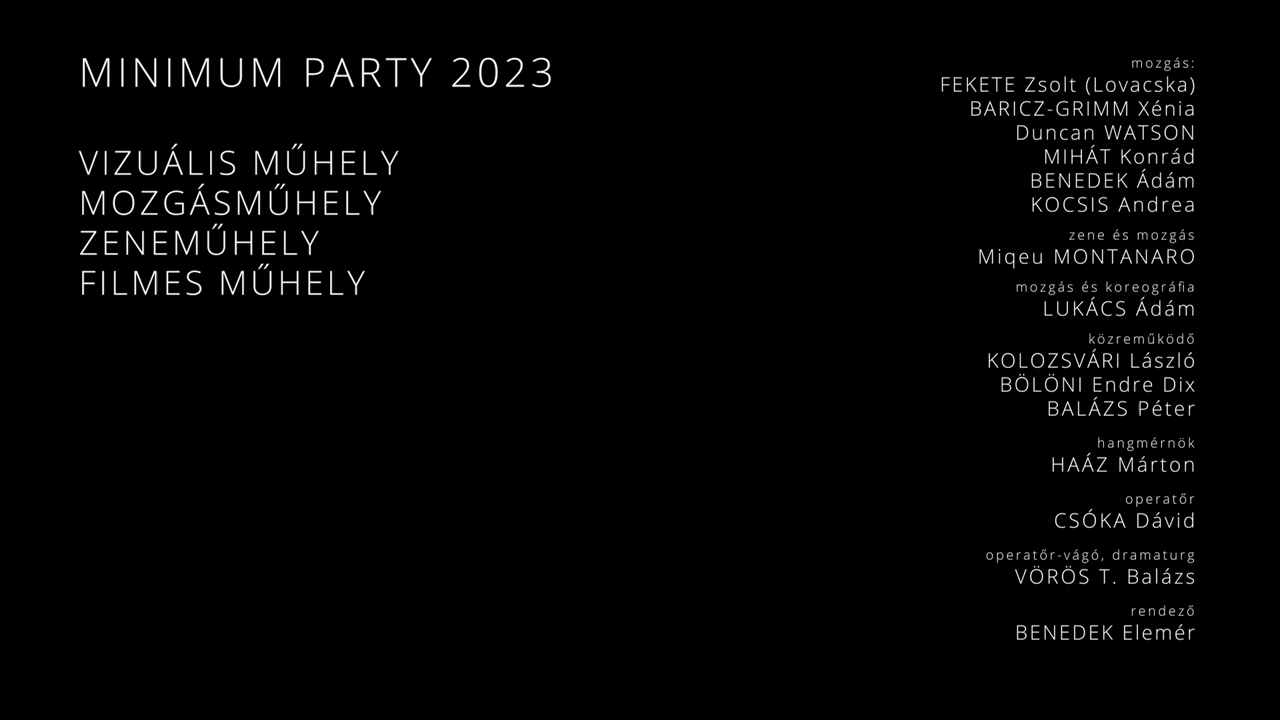 MINIMUM PARTY 2023
VIZUÁLIS MŰHELY
MOZGÁSMŰHELY
ZENEMŰHELY
FILMES MŰHELY
mozgás:
FEKETE Zsolt (Lovacska)
BARICZ-GRIMM Xénia
Duncan WATSON
MIHÁT Konrád
BENEDEK Ádám
KOCSIS Andrea
zene és mozgás
Miqeu MONTANARO
mozgás és koreográfia
LUKÁCS Ádám
közreműködő
KOLOZSVÁRI László
BÖLÖNI Endre Dix
BALÁZS Péter
hangmérnök
HAÁZ Márton
operatőr
CSÓKA Dávid
operatőr-vágó, dramaturg
VÖRÖS T. Balázs
rendező
BENEDEK Elemér